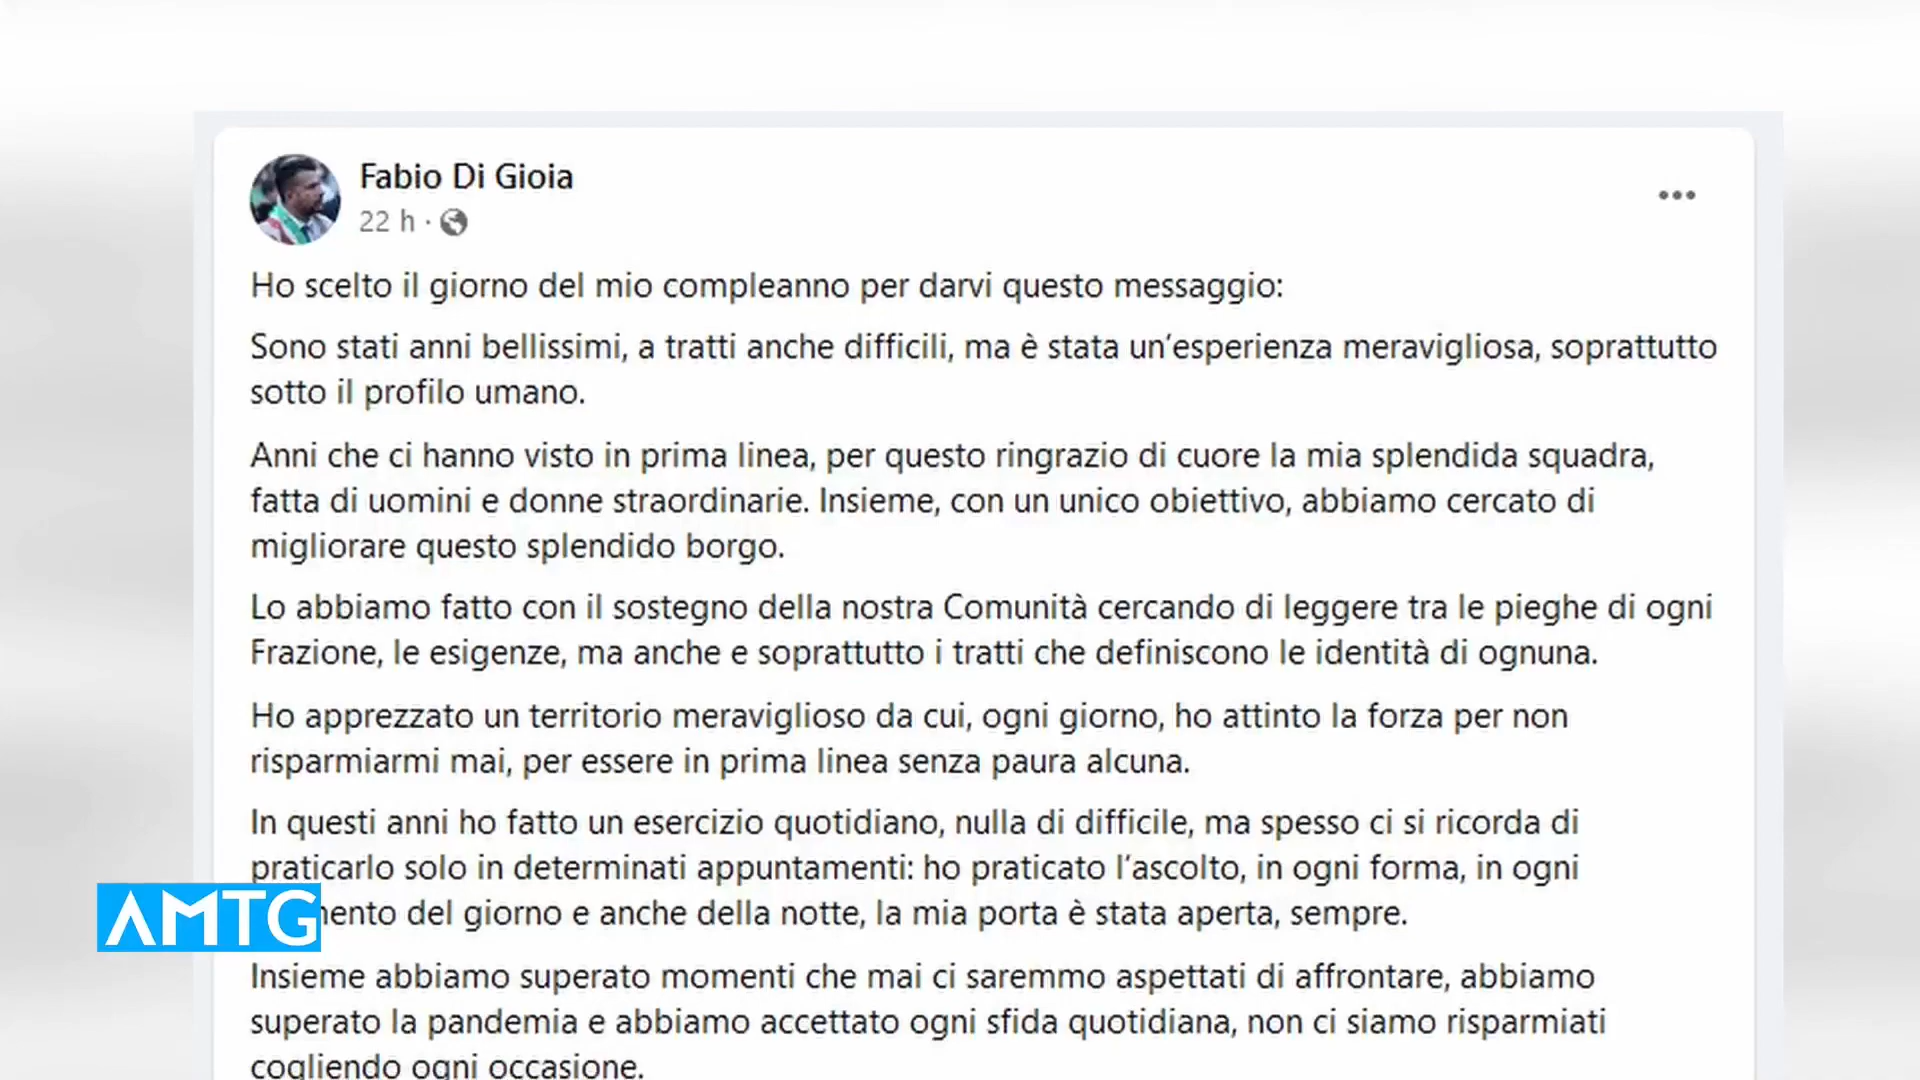 Fabio Di Gioia
22 h ·
Ho scelto il giorno del mio compleanno per darvi questo messaggio:
Sono stati anni bellissimi, a tratti anche difficili, ma è stata un’esperienza meravigliosa, soprattutto
sotto il profilo umano.
Anni che ci hanno visto in prima linea, per questo ringrazio di cuore la mia splendida squadra,
fatta di uomini e donne straordinarie. Insieme, con un unico obiettivo, abbiamo cercato di
migliorare questo splendido borgo.
Lo abbiamo fatto con il sostegno della nostra Comunità cercando di leggere tra le pieghe di ogni
Frazione, le esigenze, ma anche e soprattutto i tratti che definiscono le identità di ognuna.
Ho apprezzato un territorio meraviglioso da cui, ogni giorno, ho attinto la forza per non
risparmiarmi mai, per essere in prima linea senza paura alcuna.
In questi anni ho fatto un esercizio quotidiano, nulla di difficile, ma spesso ci si ricorda di
praticarlo solo in determinati appuntamenti: ho praticato l’ascolto, in ogni forma, in ogni
AMTG
del giorno e anche della notte, la mia porta è stata aperta, sempre.
Insieme abbiamo superato momenti che mai ci saremmo aspettati di affrontare, abbiamo
superato la pandemia e abbiamo accettato ogni sfida quotidiana, non ci siamo risparmiati
cogliendo ogni occasione.